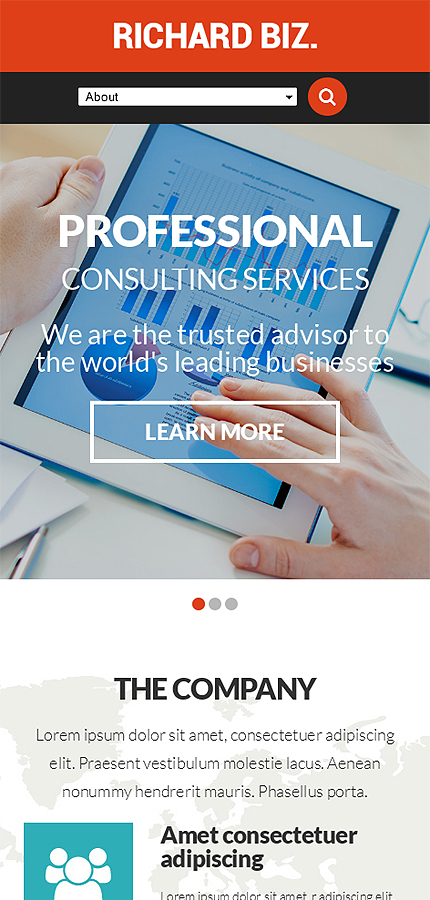 RICHARD BIZ.
About
PROFESSIONAL
CONSULTING SERVICES
We are the trusted advisor to
the world's leading businesses
LEARN MORE
THE COMPANY
Lorem ipsum dolor sit amet, consectetuer adipiscing
elit. Praesent vestibulum molestie lacus. Aenean
nonummy hendrerit mauris. Phasellus porta.
Amet consectetuer
adipiscing
Lorem ipsum dolor sit amet, r adipiscing elit.